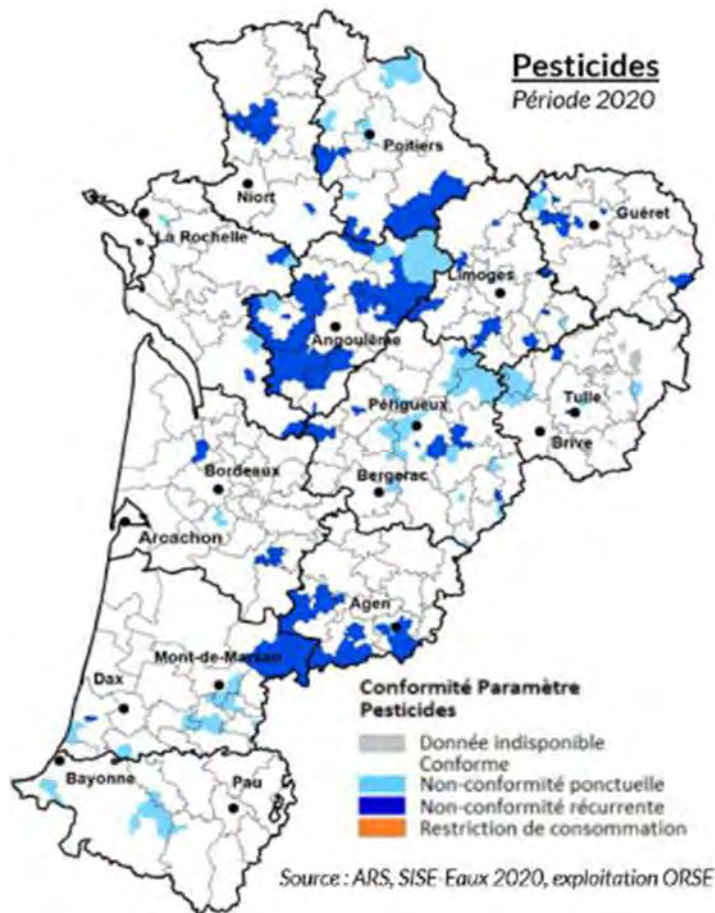 Pesticides
Période 2020
Poitiers
Niort
Guéret
La Rochelle
Limoges
Angoulême
Périgueux
Tulle
Brive
Bordeaux
Bergerac
Arcachon
Agen
Mont-de-Marsan
Dax
Bayonne
Pau
Conformité Paramètre
Pesticides
Donnée indisponible
Conforme
Non-conformité ponctuelle
Non-conformité récurrente
Restriction de consommation
Source : ARS, SISE-Eaux 2020, exploitation ORSE